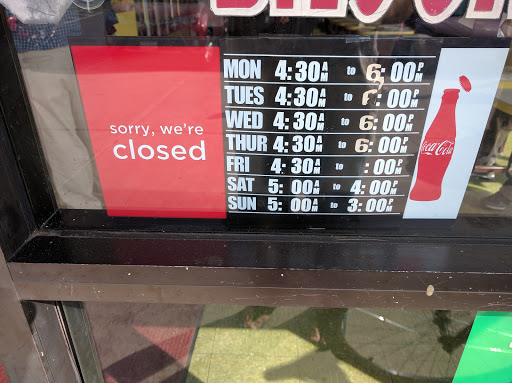 sorry, we're
closed
MON 4:30AM to 6:00PM
TUES 4:30AM to :00PM
WED 4:30AM to 6:00PM
THUR 4:30AM to 6:00PM
FRI 4:30AM to :00PM
SAT 5:00AM to 4:00PM
SUN 5:00AM to 3:00PM
Coca-Cola